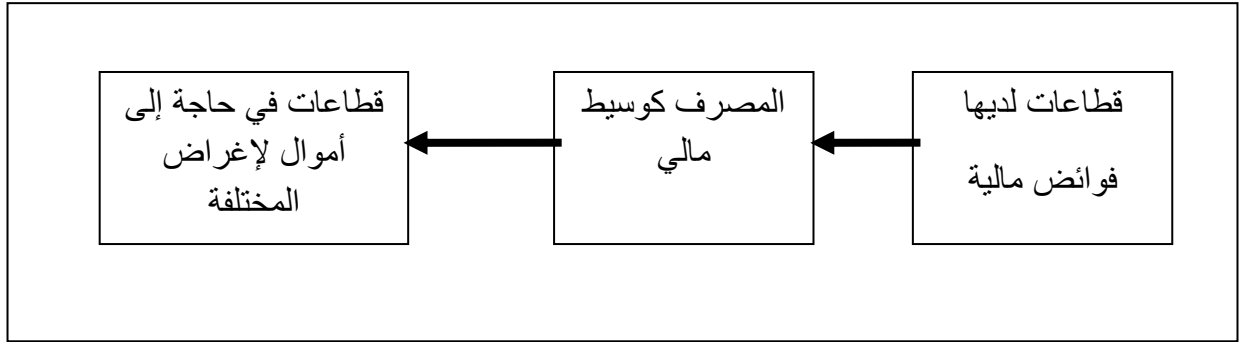 قطاعات لديها
فوائض مالية
المصرف كوسيط
مالي
قطاعات في حاجة إلى
أموال لإغراض
المختلفة